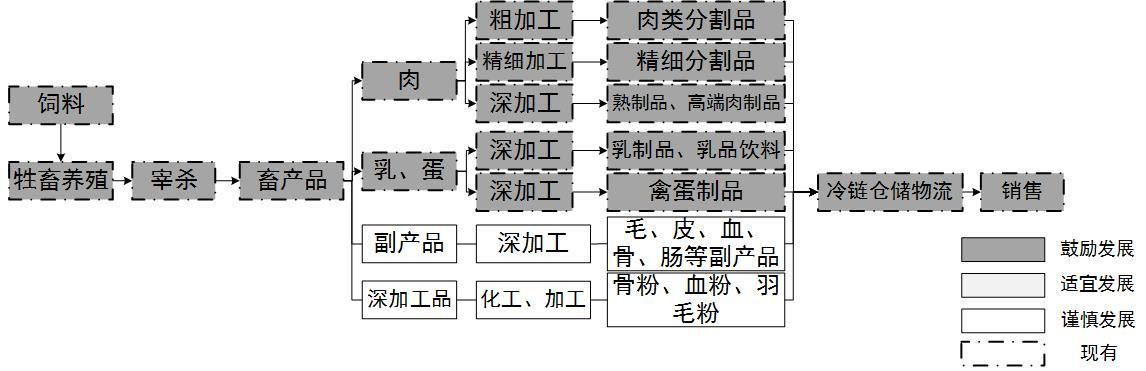 粗加工
肉类分割品
精细加工
精细分割品
肉
深加工
熟制品、高端肉制品
饲料
深加工
乳制品、乳品饮料
乳、蛋
牲畜养殖
宰杀
畜产品
深加工
禽蛋制品
冷链仓储物流
销售
副产品
深加工
毛、皮、血、
骨、肠等副产品
深加工品
化工、加工
骨粉、血粉、羽
毛粉
鼓励发展
适宜发展
谨慎发展
现有